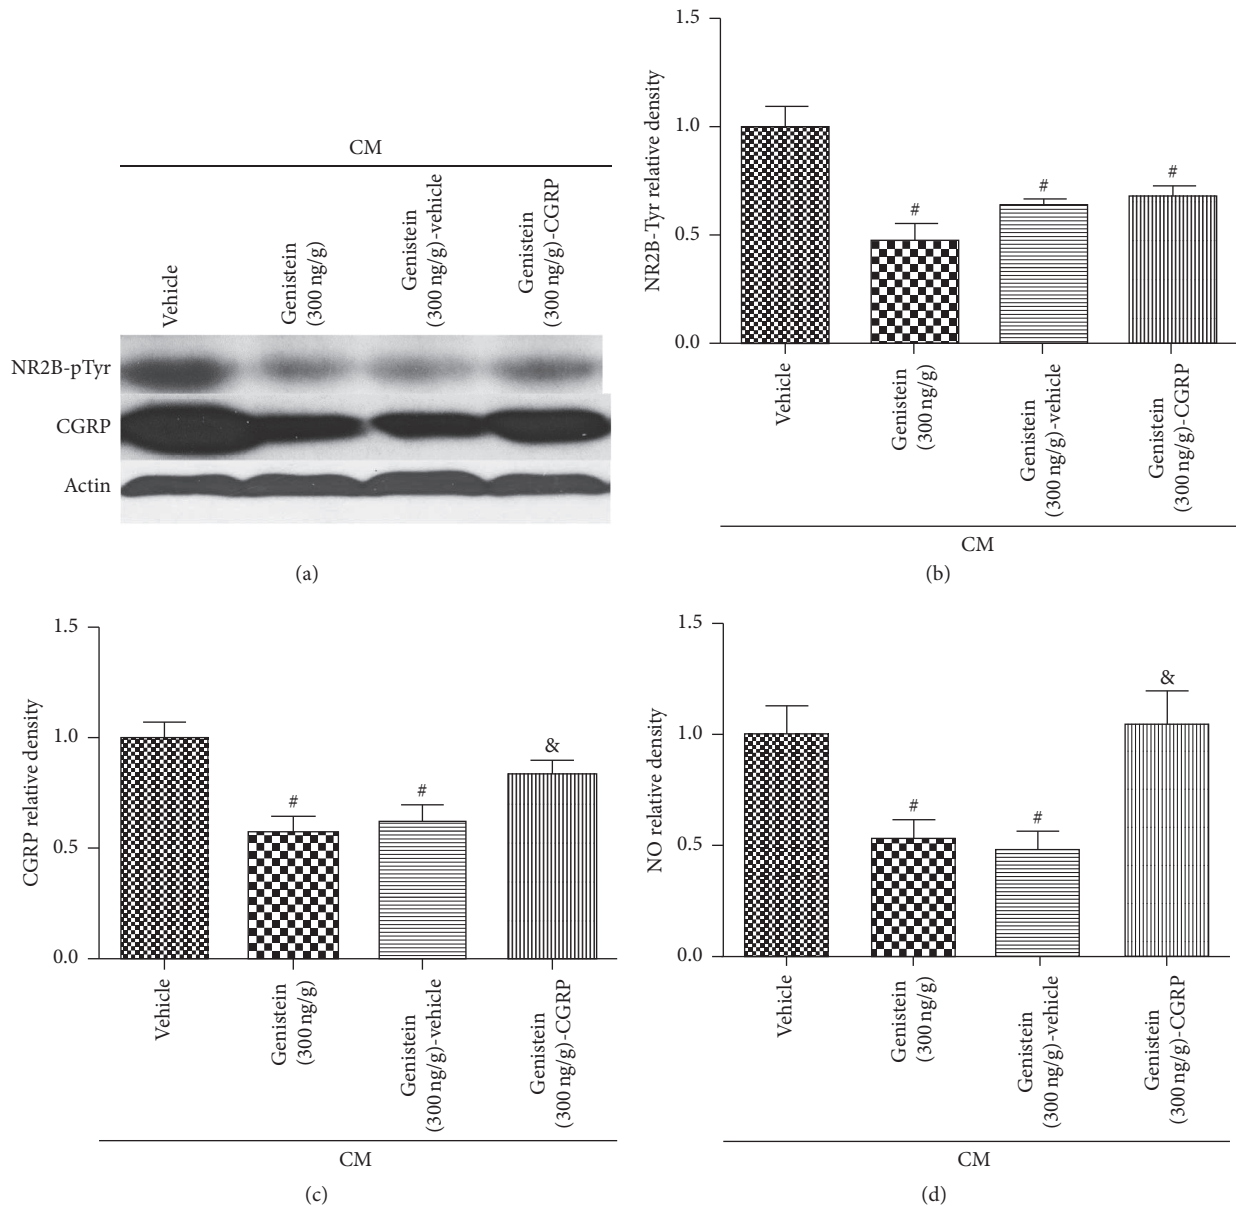 CM
Vehicle
Genistein
(300 ng/g)
Genistein
(300 ng/g)-vehicle
Genistein
(300 ng/g)-CGRP
NR2B-pTyr
CGRP
Actin
(a)
NR2B-Tyr relative density
1.5
1.0
0.5
0.0
#
#
#
Vehicle
Genistein
(300 ng/g)
Genistein
(300 ng/g)-vehicle
Genistein
(300 ng/g)-CGRP
CM
(b)
CGRP relative density
1.5
1.0
0.5
0.0
#
#
&
Vehicle
Genistein
(300 ng/g)
Genistein
(300 ng/g)-vehicle
Genistein
(300 ng/g)-CGRP
CM
(c)
NO relative density
1.5
1.0
0.5
0.0
#
#
&
Vehicle
Genistein
(300 ng/g)
Genistein
(300 ng/g)-vehicle
Genistein
(300 ng/g)-CGRP
CM
(d)